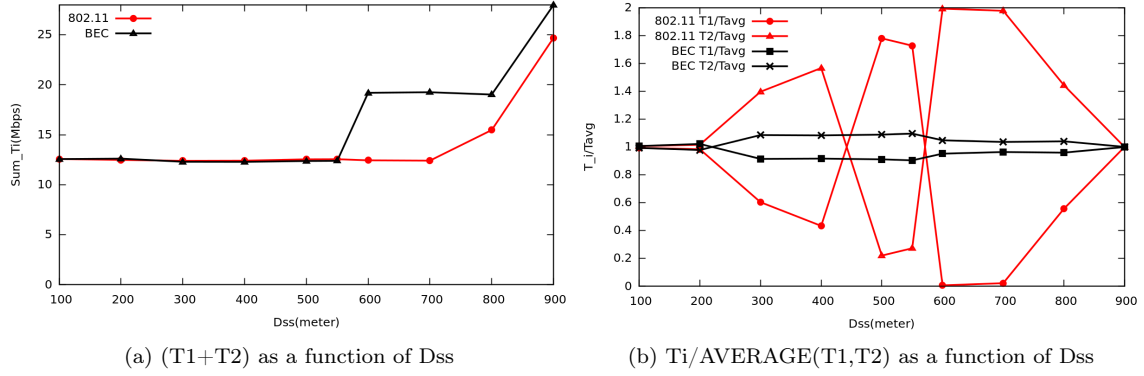 802.11
BEC
25
20
15
10
5
0
Sum_Ti(Mbps)
100 200 300 400 500 600 700 800 900
Dss(meter)
(a) (T1+T2) as a function of Dss
802.11 T1/Tavg
802.11 T2/Tavg
BEC T1/Tavg
BEC T2/Tavg
2
1.8
1.6
1.4
1.2
1
0.8
0.6
0.4
0.2
0
T_i/Tavg
100 200 300 400 500 600 700 800 900
Dss(meter)
(b) Ti/AVERAGE(T1,T2) as a function of Dss